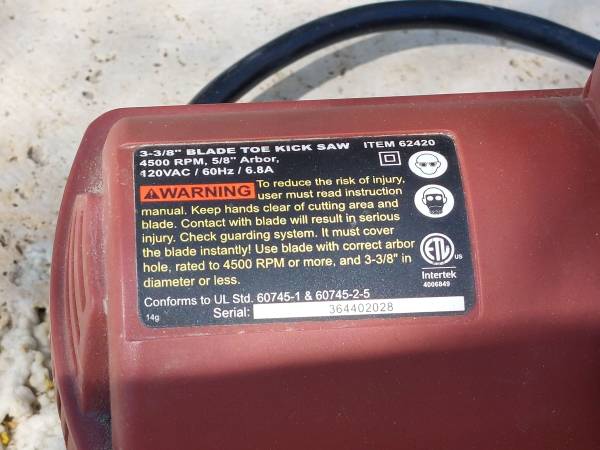 3-3/8" BLADE TOE KICK SAW ITEM 62420
4500 RPM, 5/8" Arbor,
120VAC / 60Hz / 6.8A
WARNING To reduce the risk of injury,
user must read instruction
manual. Keep hands clear of cutting area and
blade. Contact with blade will result in serious
injury. Check guarding system. It must cover
the blade instantly! Use blade with correct arbor
hole, rated to 4500 RPM or more, and 3-3/8" in
diameter or less.
ETL US
Intertek
4006849
Conforms to UL Std. 60745-1 & 60745-2-5
14g Serial: 364402028